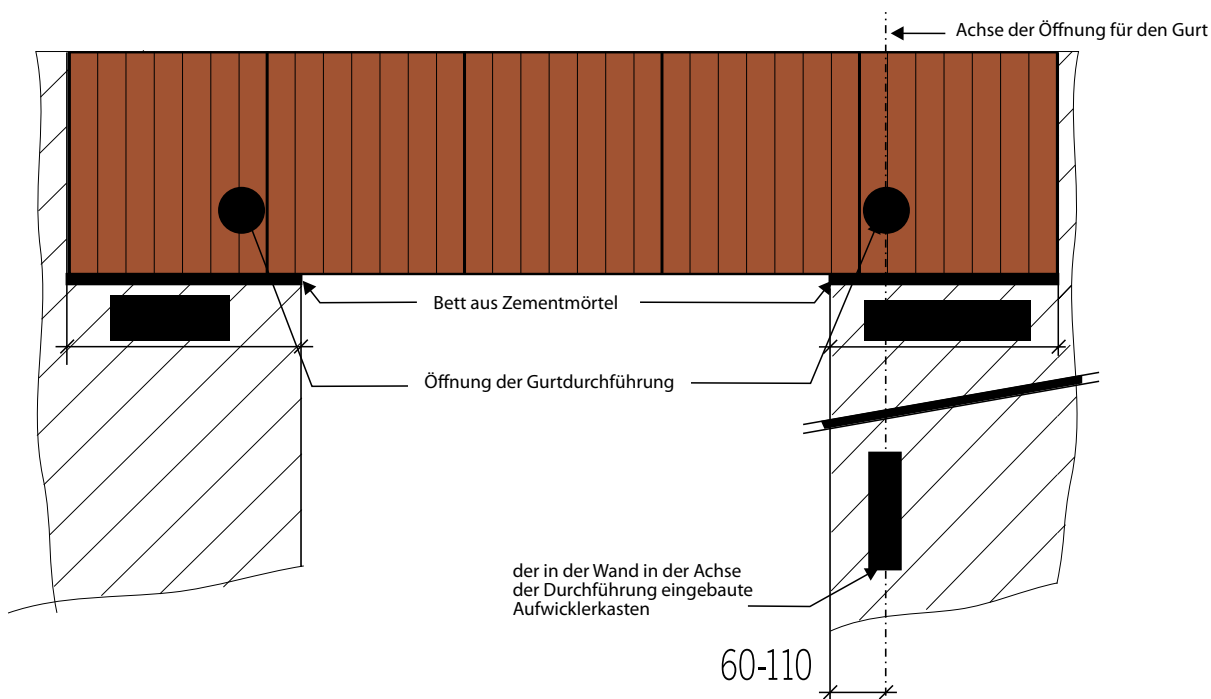 Achse der Öffnung für den Gurt
Bett aus Zementmörtel
Öffnung der Gurtdurchführung
der in der Wand in der Achse
der Durchführung eingebaute
Aufwicklerkasten
60-110